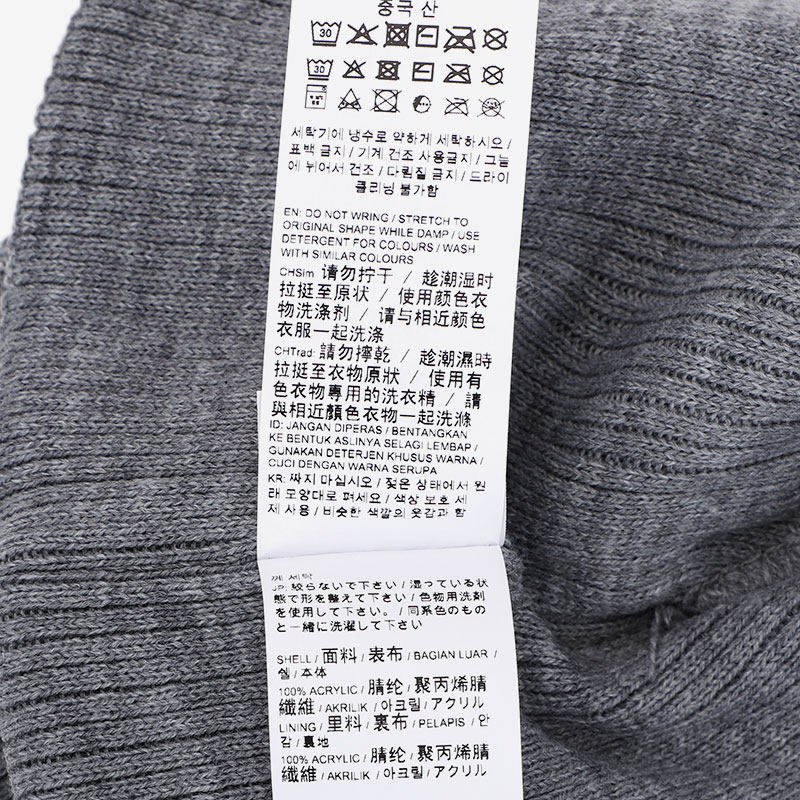 중국 산
30
30
세탁기에 냉수로 약하게 세탁하시오 /
표백 금지 / 기계 건조 사용금지 / 그늘
에 뉘어서 건조 / 다림질 금지 / 드라이
클리닝 불가함
EN: DO NOT WRING / STRETCH TO
ORIGINAL SHAPE WHILE DAMP / USE
DETERGENT FOR COLOURS / WASH
WITH SIMILAR COLOURS
CHSim 请勿拧干 / 趁潮湿时
拉挺至原状 / 使用颜色衣
物洗涤剂 / 请与相近颜色
衣服一起洗涤
CHTrad: 請勿擰乾 / 趁潮濕時
拉挺至衣物原狀 / 使用有
色衣物專用的洗衣精 / 請
與相近顏色衣物一起洗滌
ID: JANGAN DIPERAS / BENTANGKAN
KE BENTUK ASLINYA SELAGI LEMBAP /
GUNAKAN DETERJEN KHUSUS WARNA /
CUCI DENGAN WARNA SERUPA
KR: 짜지 마십시오 / 젖은 상태에서 원
래 모양대로 펴세요 / 색상 보호 세
제 사용 / 비슷한 색깔의 옷감과 함
께 세탁
JP: 絞らないで下さい / 湿っている状
態で形を整えて下さい / 色物用洗剤
を使用して下さい。 / 同系色のもの
と一緒に洗濯して下さい
SHELL / 面料 / 表布 / BAGIAN LUAR /
쉘 / 本体
100% ACRYLIC / 腈纶 / 聚丙烯腈
纖維 / AKRILIK / 아크릴 / アクリル
LINING / 里料 / 裏布 / PELAPIS / 안
감 / 裏地
100% ACRYLIC / 腈纶 / 聚丙烯腈
纖維 / AKRILIK / 아크릴 / アクリル